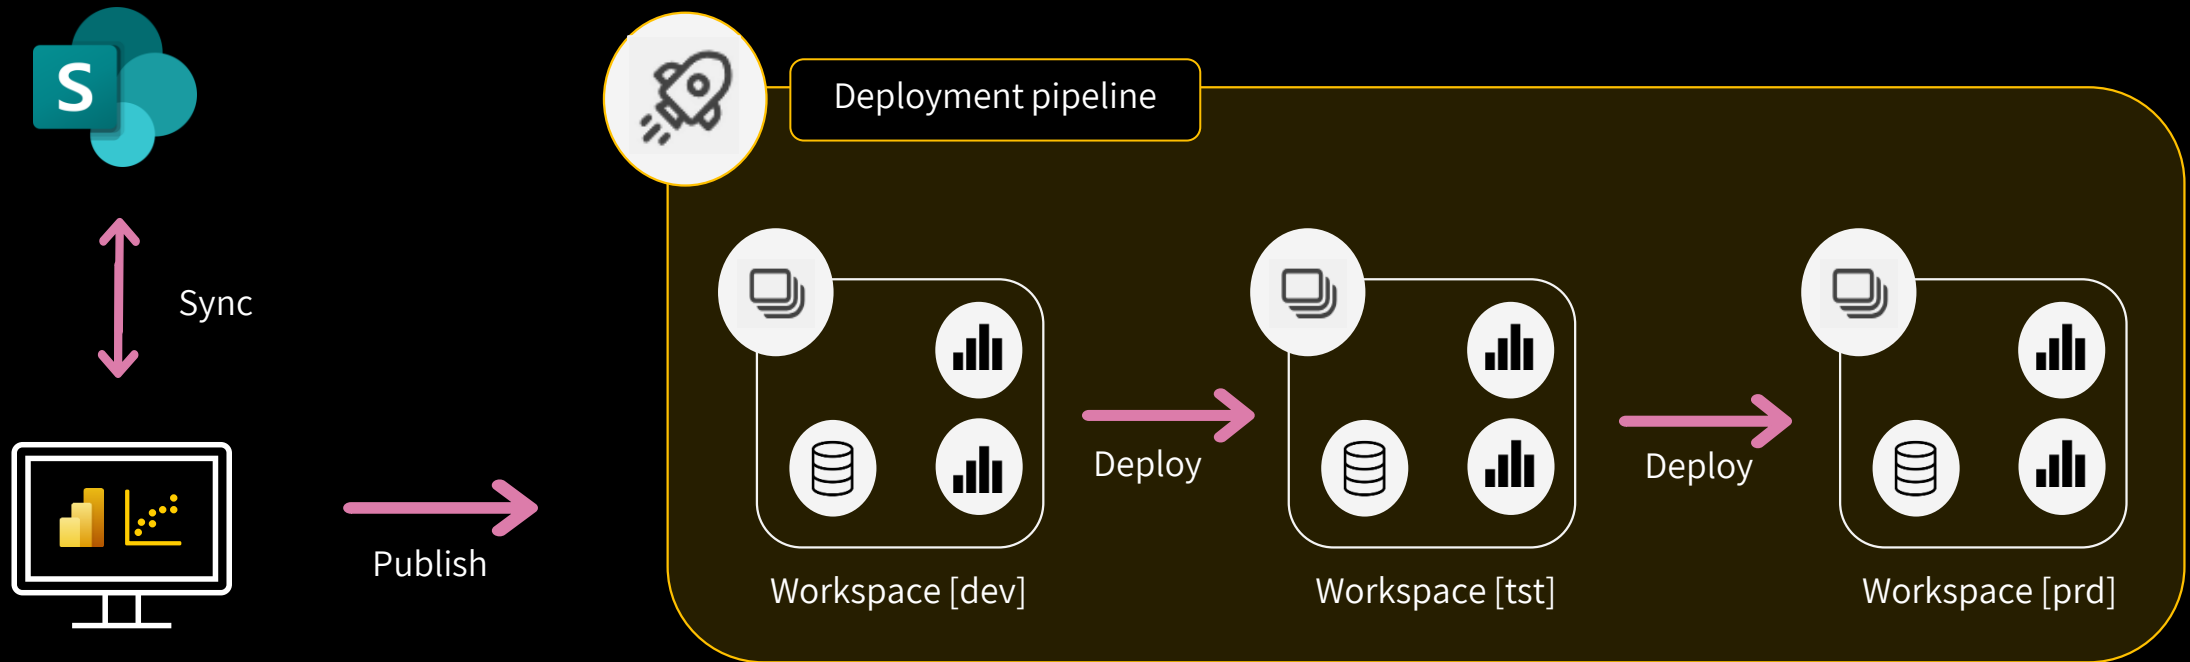 S
Deployment pipeline
Sync
Deploy
Deploy
Publish
Workspace [dev]
Workspace [tst]
Workspace [prd]